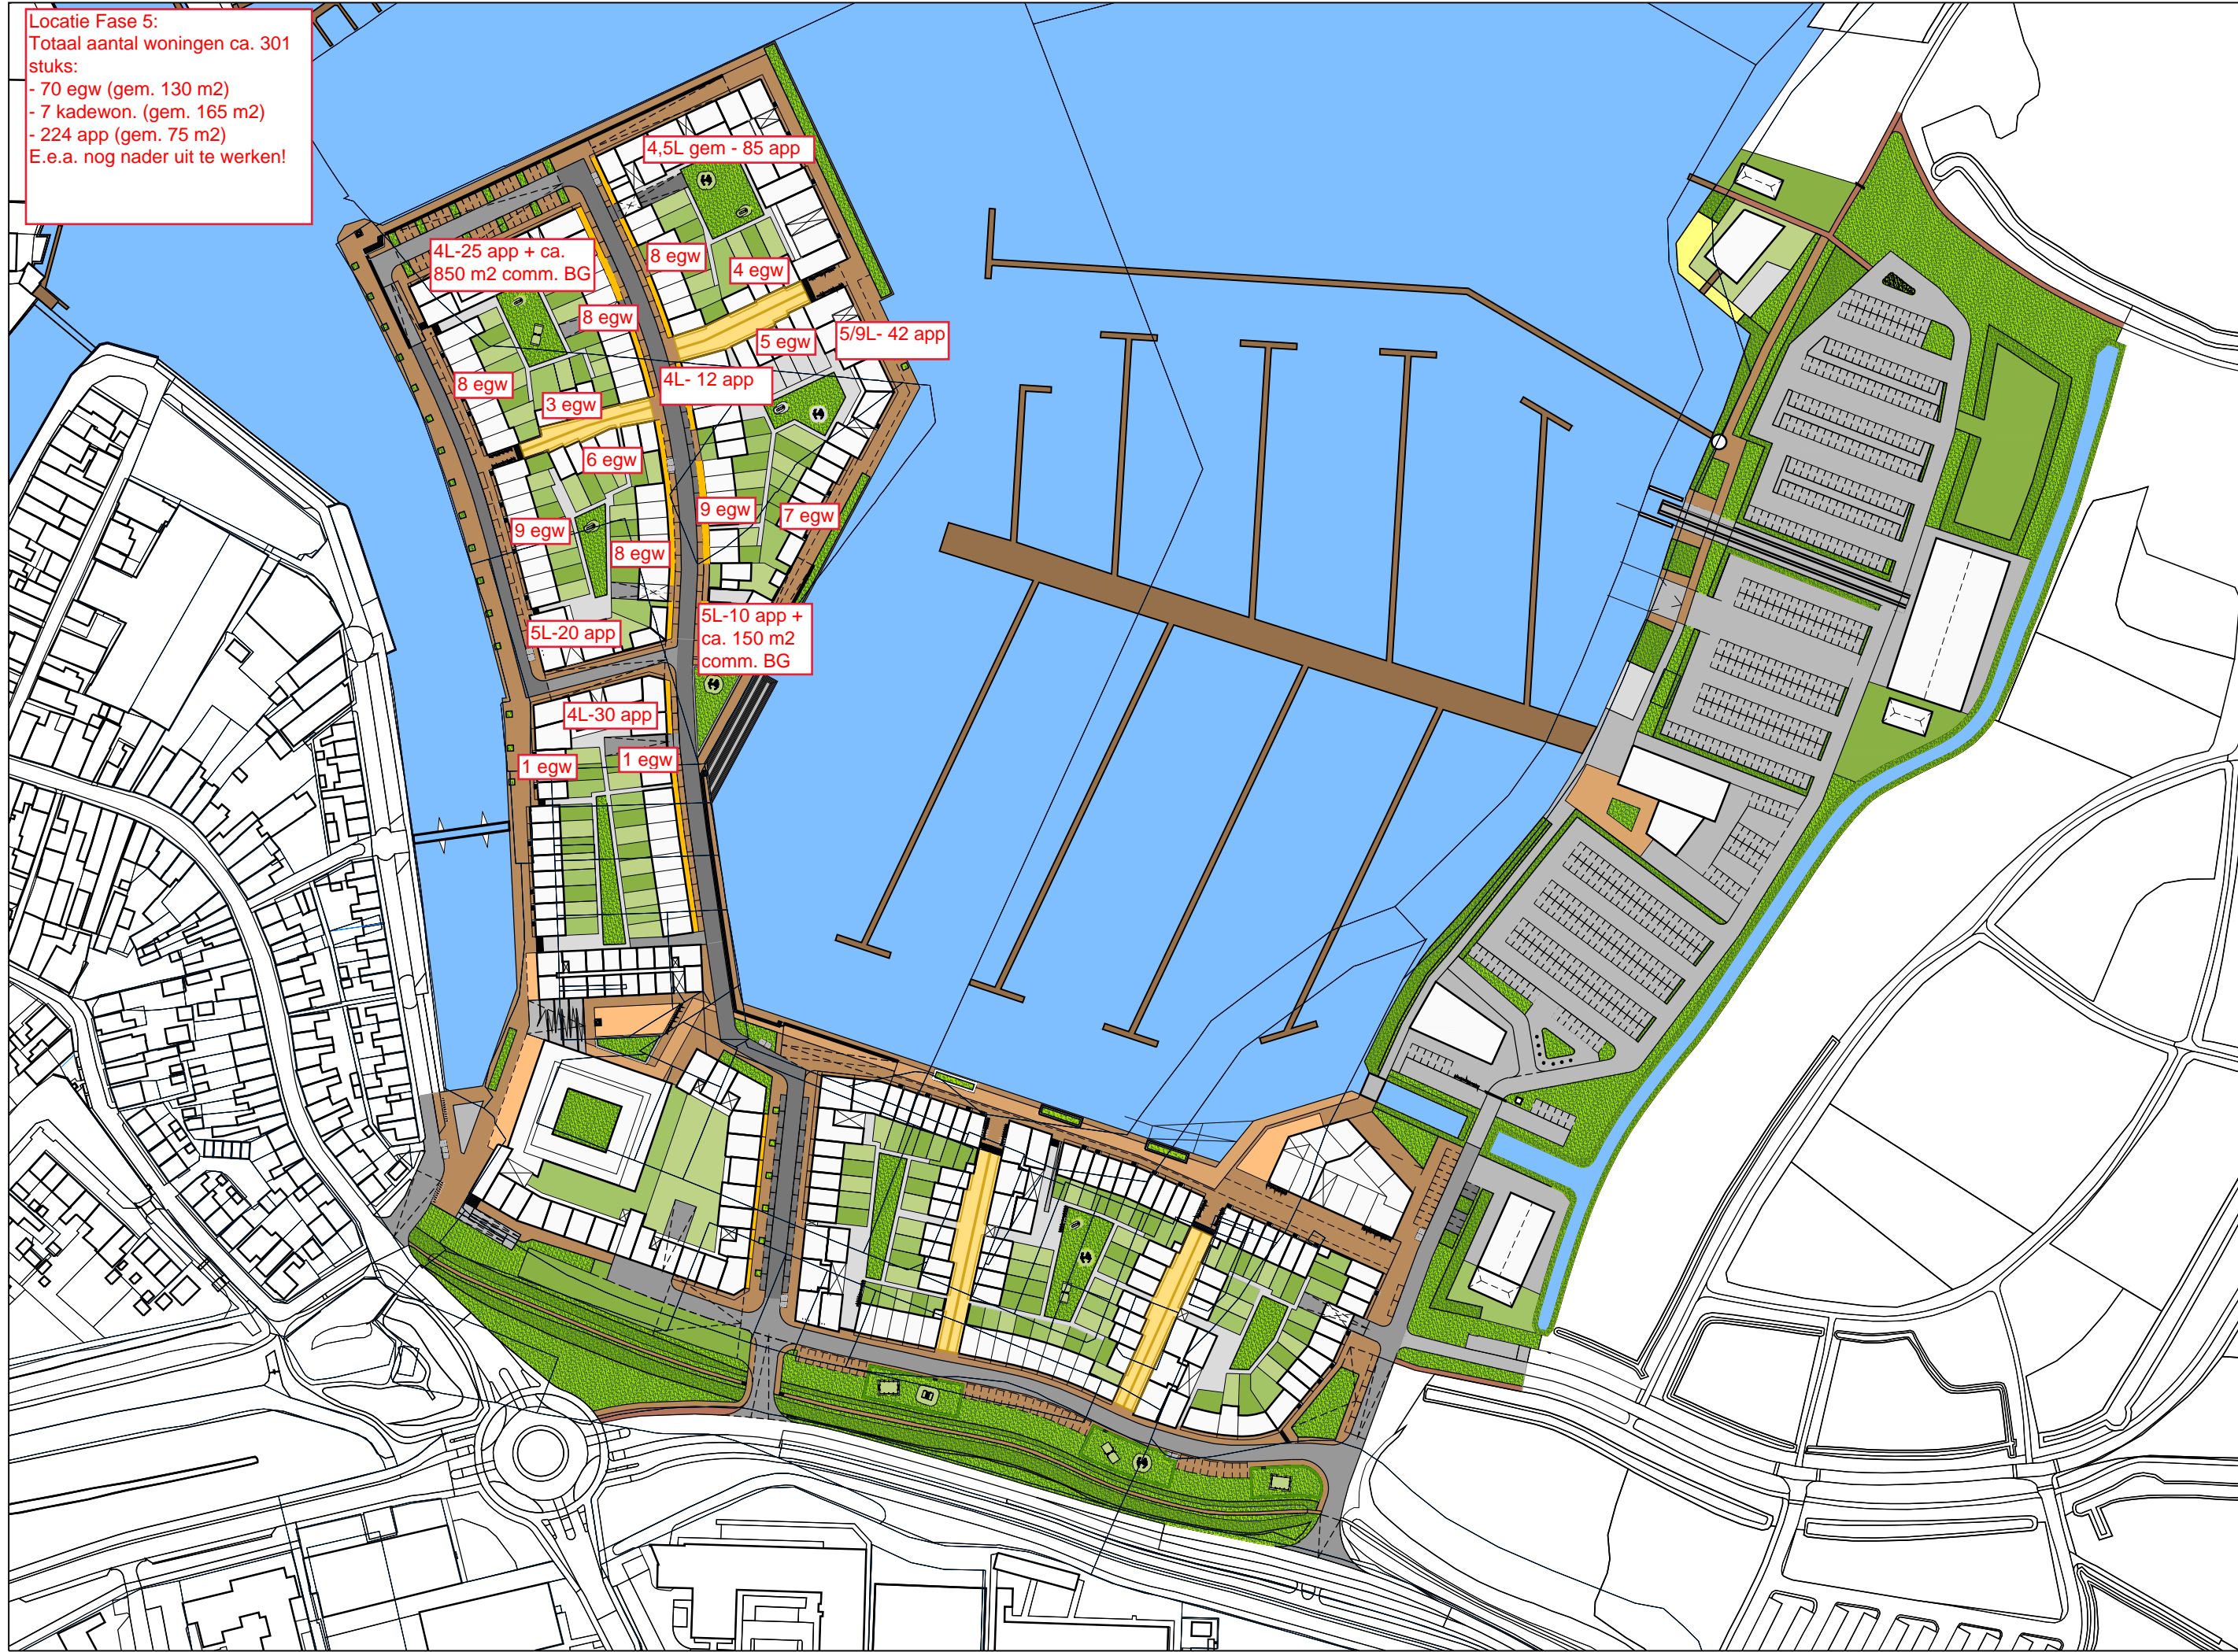 Locatie Fase 5:
Totaal aantal woningen ca. 301
stuks:
- 70 egw (gem. 130 m2)
- 7 kadewon. (gem. 165 m2)
- 224 app (gem. 75 m2)
E.e.a. nog nader uit te werken!
4,5L gem - 85 app
4L-25 app + ca.
850 m2 comm. BG
8 egw
4 egw
8 egw
5 egw
5/9L- 42 app
8 egw
4L- 12 app
3 egw
6 egw
9 egw
9 egw
7 egw
8 egw
5L-20 app
5L-10 app +
ca. 150 m2
comm. BG
4L-30 app
1 egw
1 egw